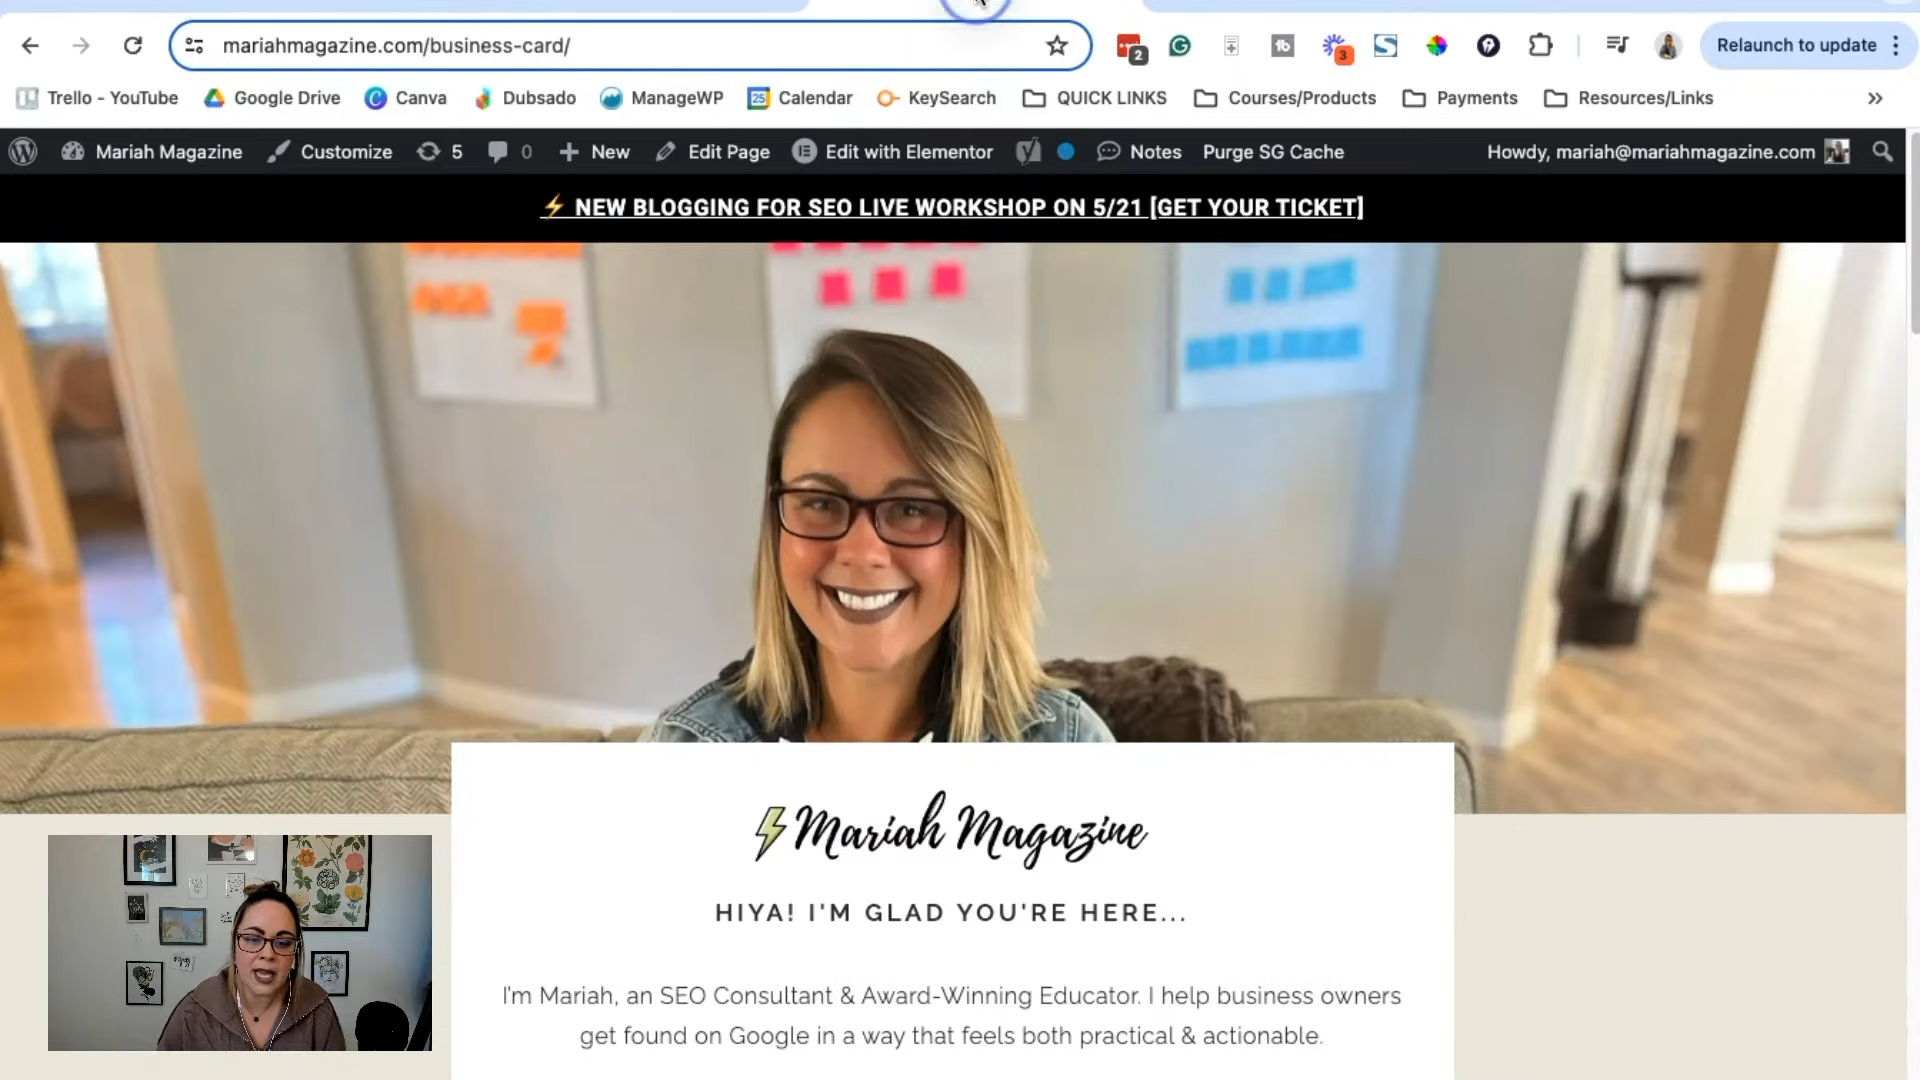 mariahmagazine.com/business-card/
2
3
Relaunch to update
Trello - YouTube
Google Drive
Canva
Dubsado
ManageWP
25
Calendar
KeySearch
QUICK LINKS
Courses/Products
Payments
Resources/Links
Mariah Magazine
Customize
5
0
New
Edit Page
Edit with Elementor
Notes
Purge SG Cache
Howdy, mariah@mariahmagazine.com
⚡ NEW BLOGGING FOR SEO LIVE WORKSHOP ON 5/21 [GET YOUR TICKET]
Mariah Magazine
HIYA! I'M GLAD YOU'RE HERE...
I'm Mariah, an SEO Consultant & Award-Winning Educator. I help business owners
get found on Google in a way that feels both practical & actionable.